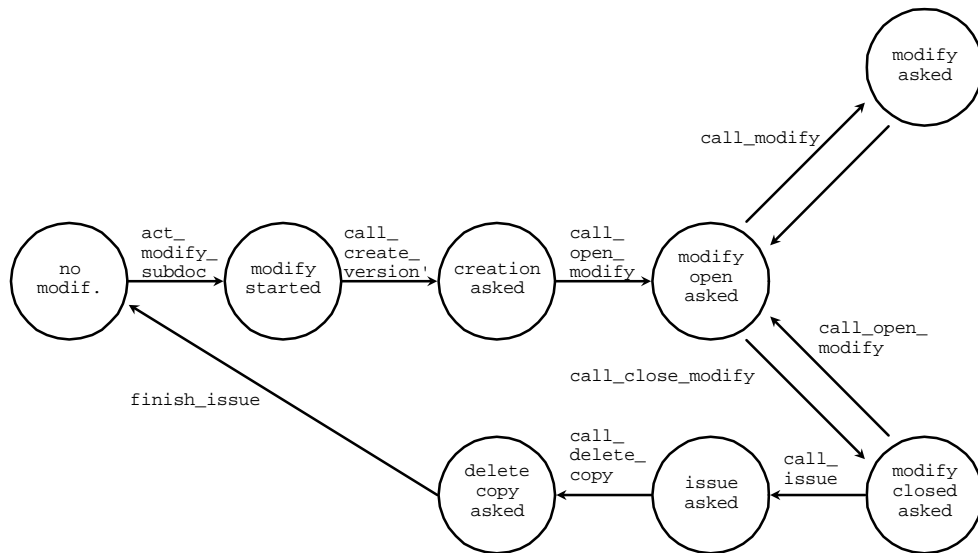 modify
asked
call_modify
act_
modify_
subdoc
call_
create_
version'
call_
open_
modify
no
modif.
modify
started
creation
asked
modify
open
asked
call_open_
modify
call_close_modify
finish_issue
call_
delete_
copy
call_
issue
delete
copy
asked
issue
asked
modify
closed
asked